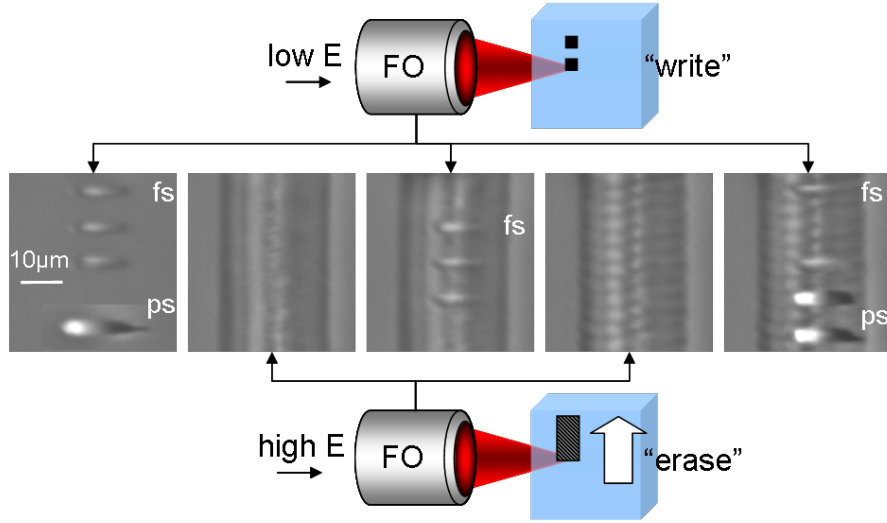 low E
FO
“write”
fs
10μm
ps
fs
fs
ps
high E
FO
“erase”